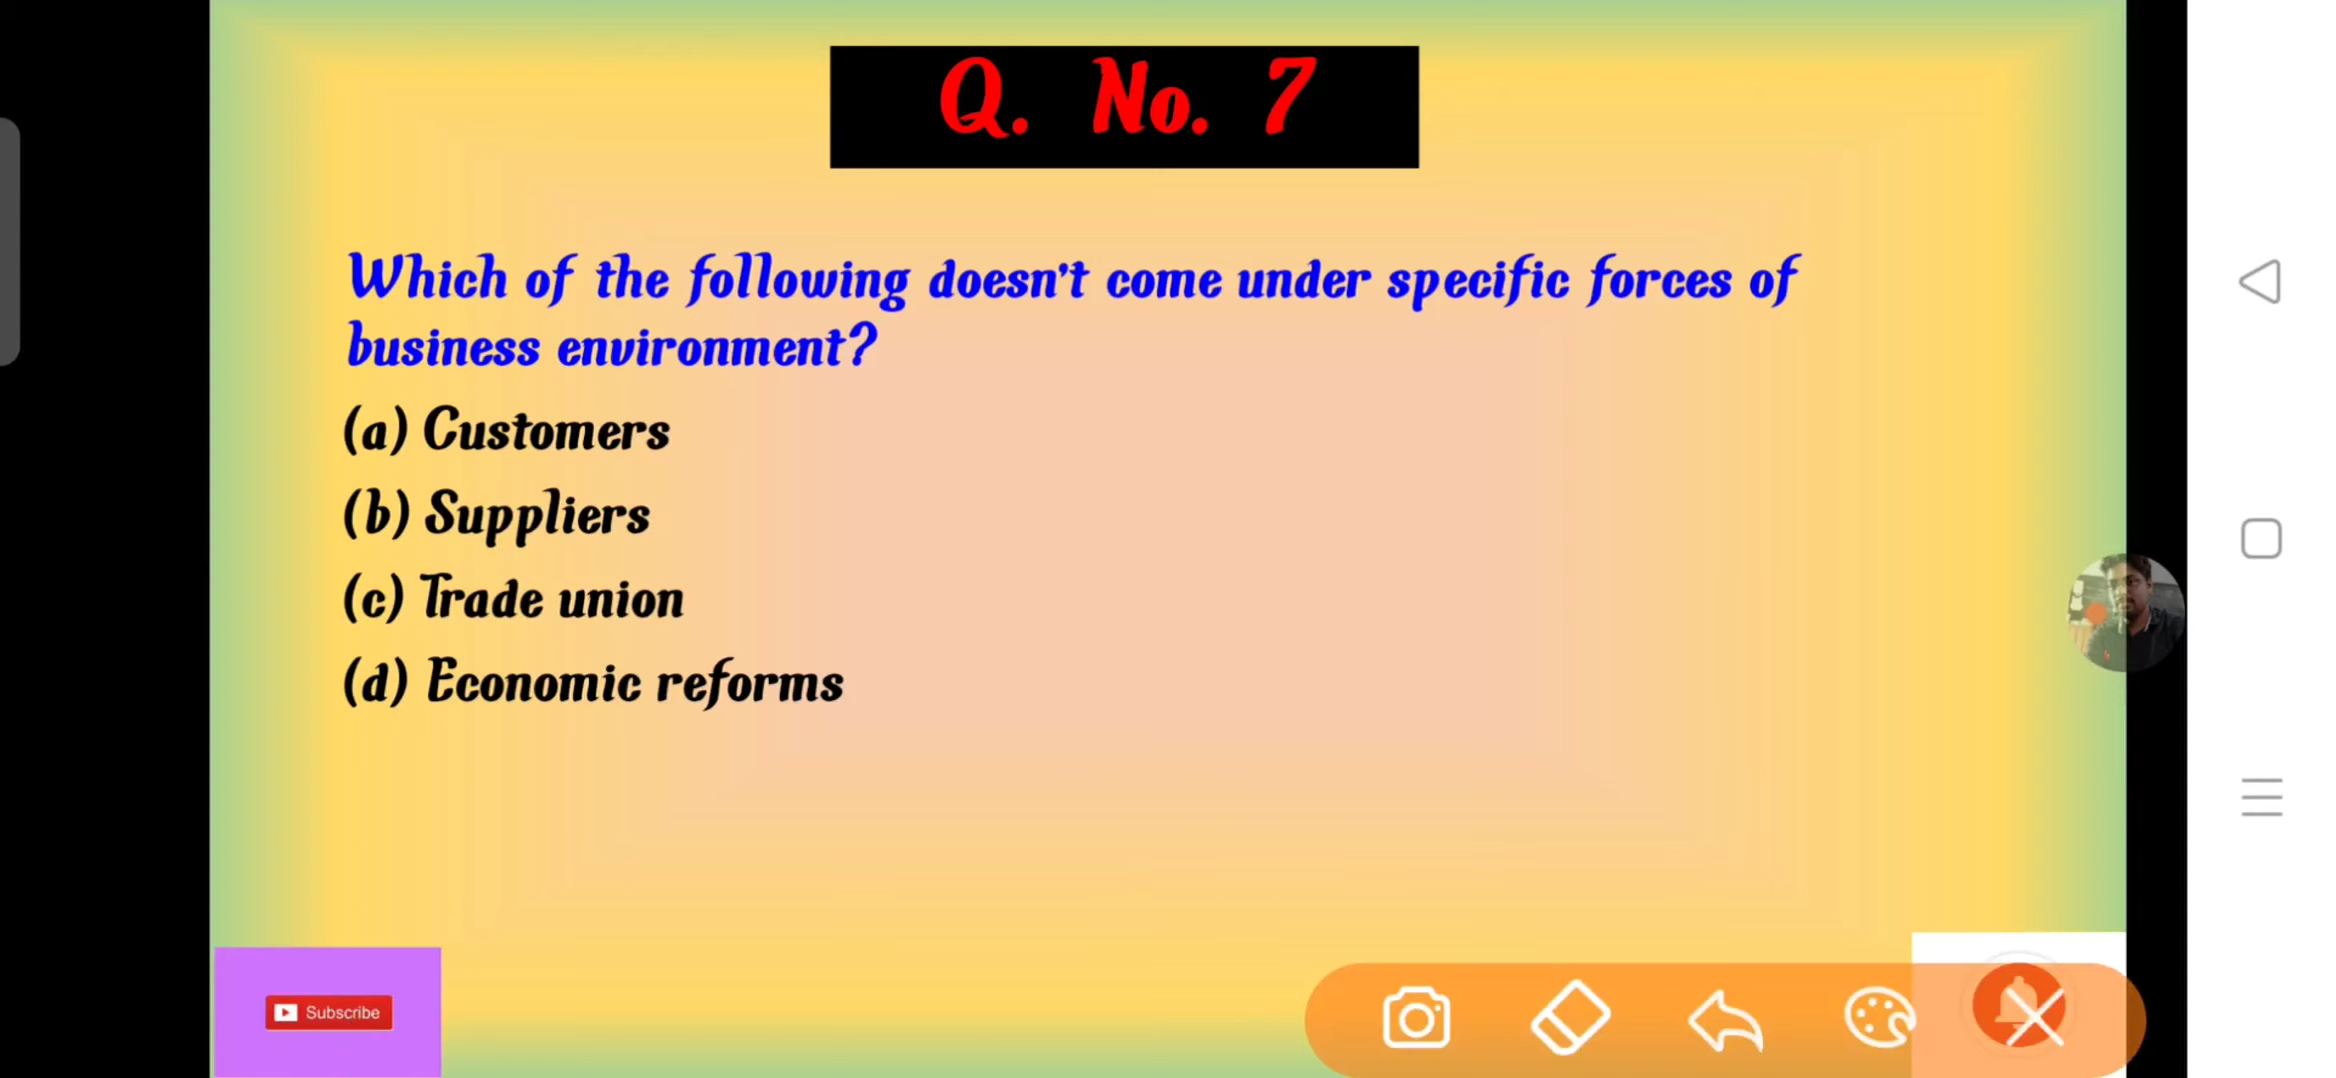 Q. No. 7
Which of the following doesn't come under specific forces of
business environment?
(a) Customers
(b) Suppliers
(c) Trade union
(d) Economic reforms
Subscribe